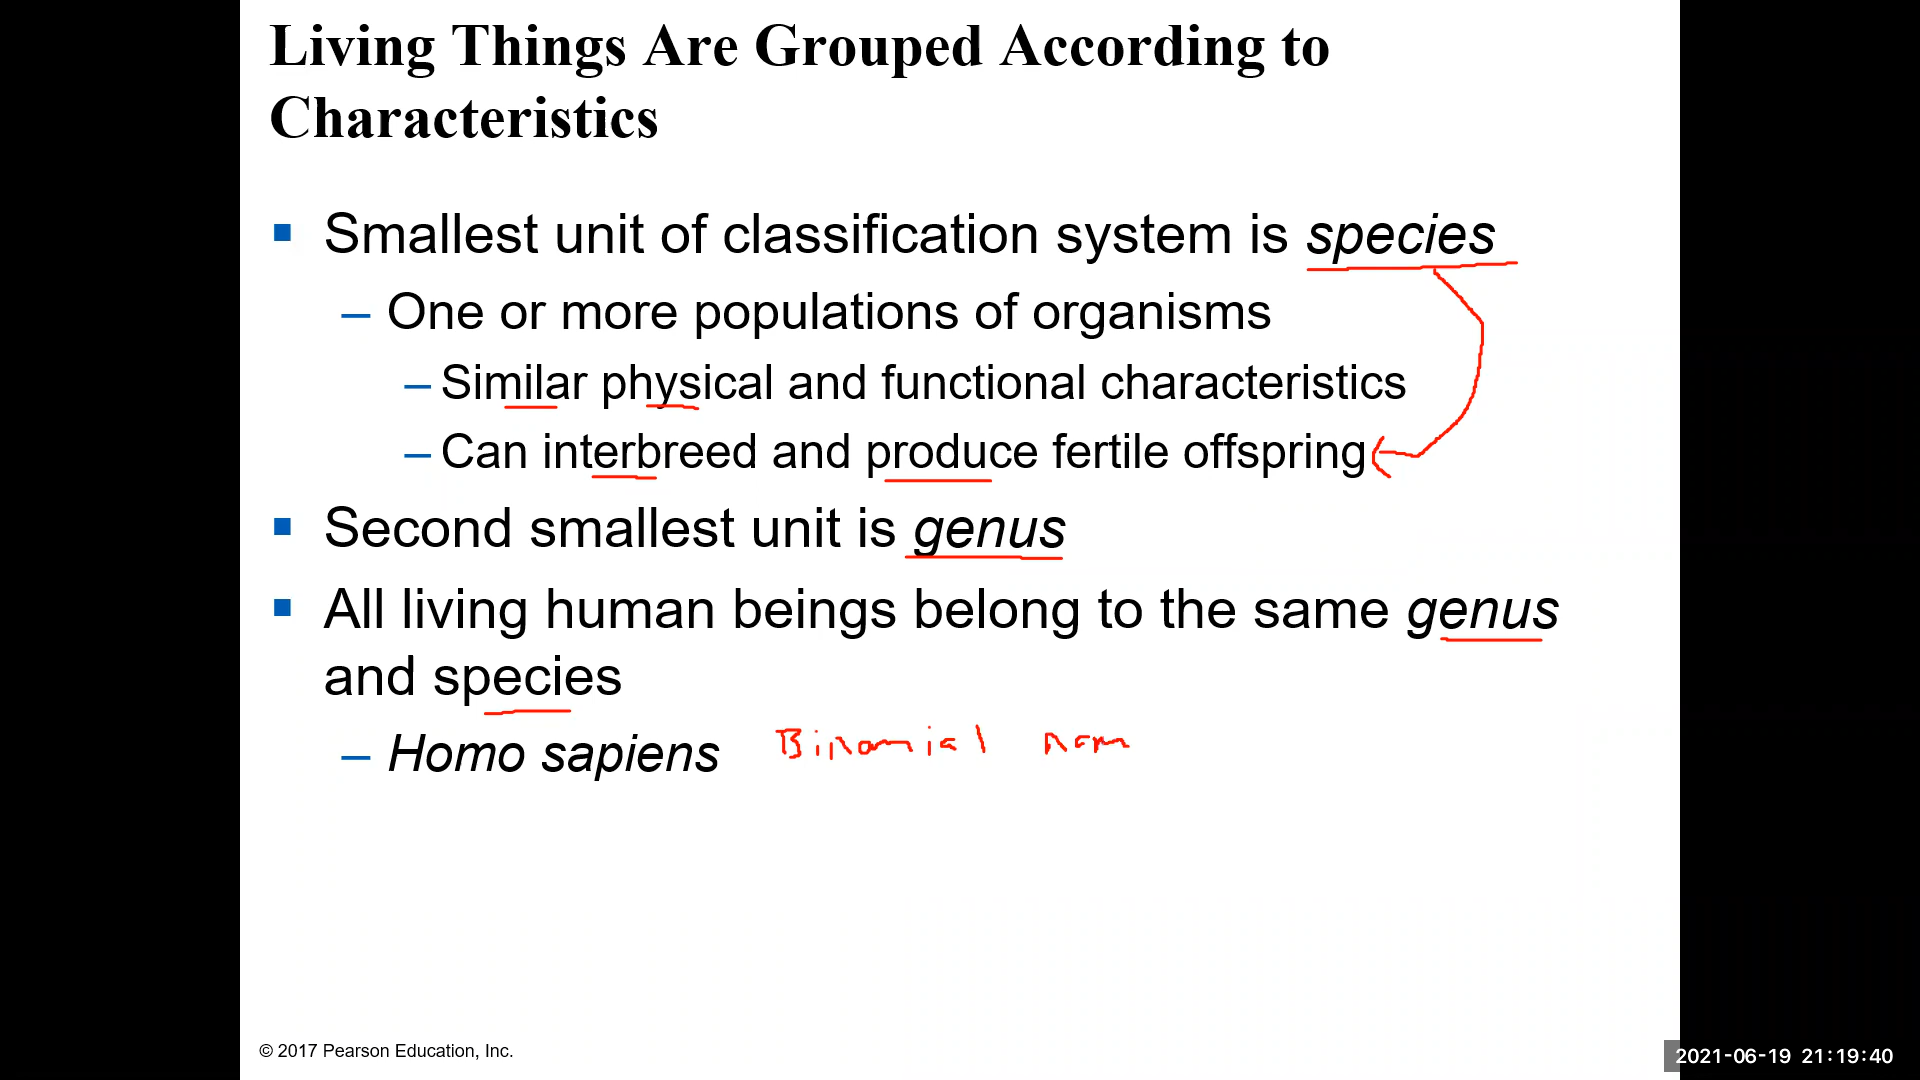 Living Things Are Grouped According to
Characteristics
▪ Smallest unit of classification system is species
– One or more populations of organisms
– Similar physical and functional characteristics
– Can interbreed and produce fertile offspring
▪ Second smallest unit is genus
▪ All living human beings belong to the same genus
and species
– Homo sapiens Binomial nom
© 2017 Pearson Education, Inc.
2021-06-19 21:19:40